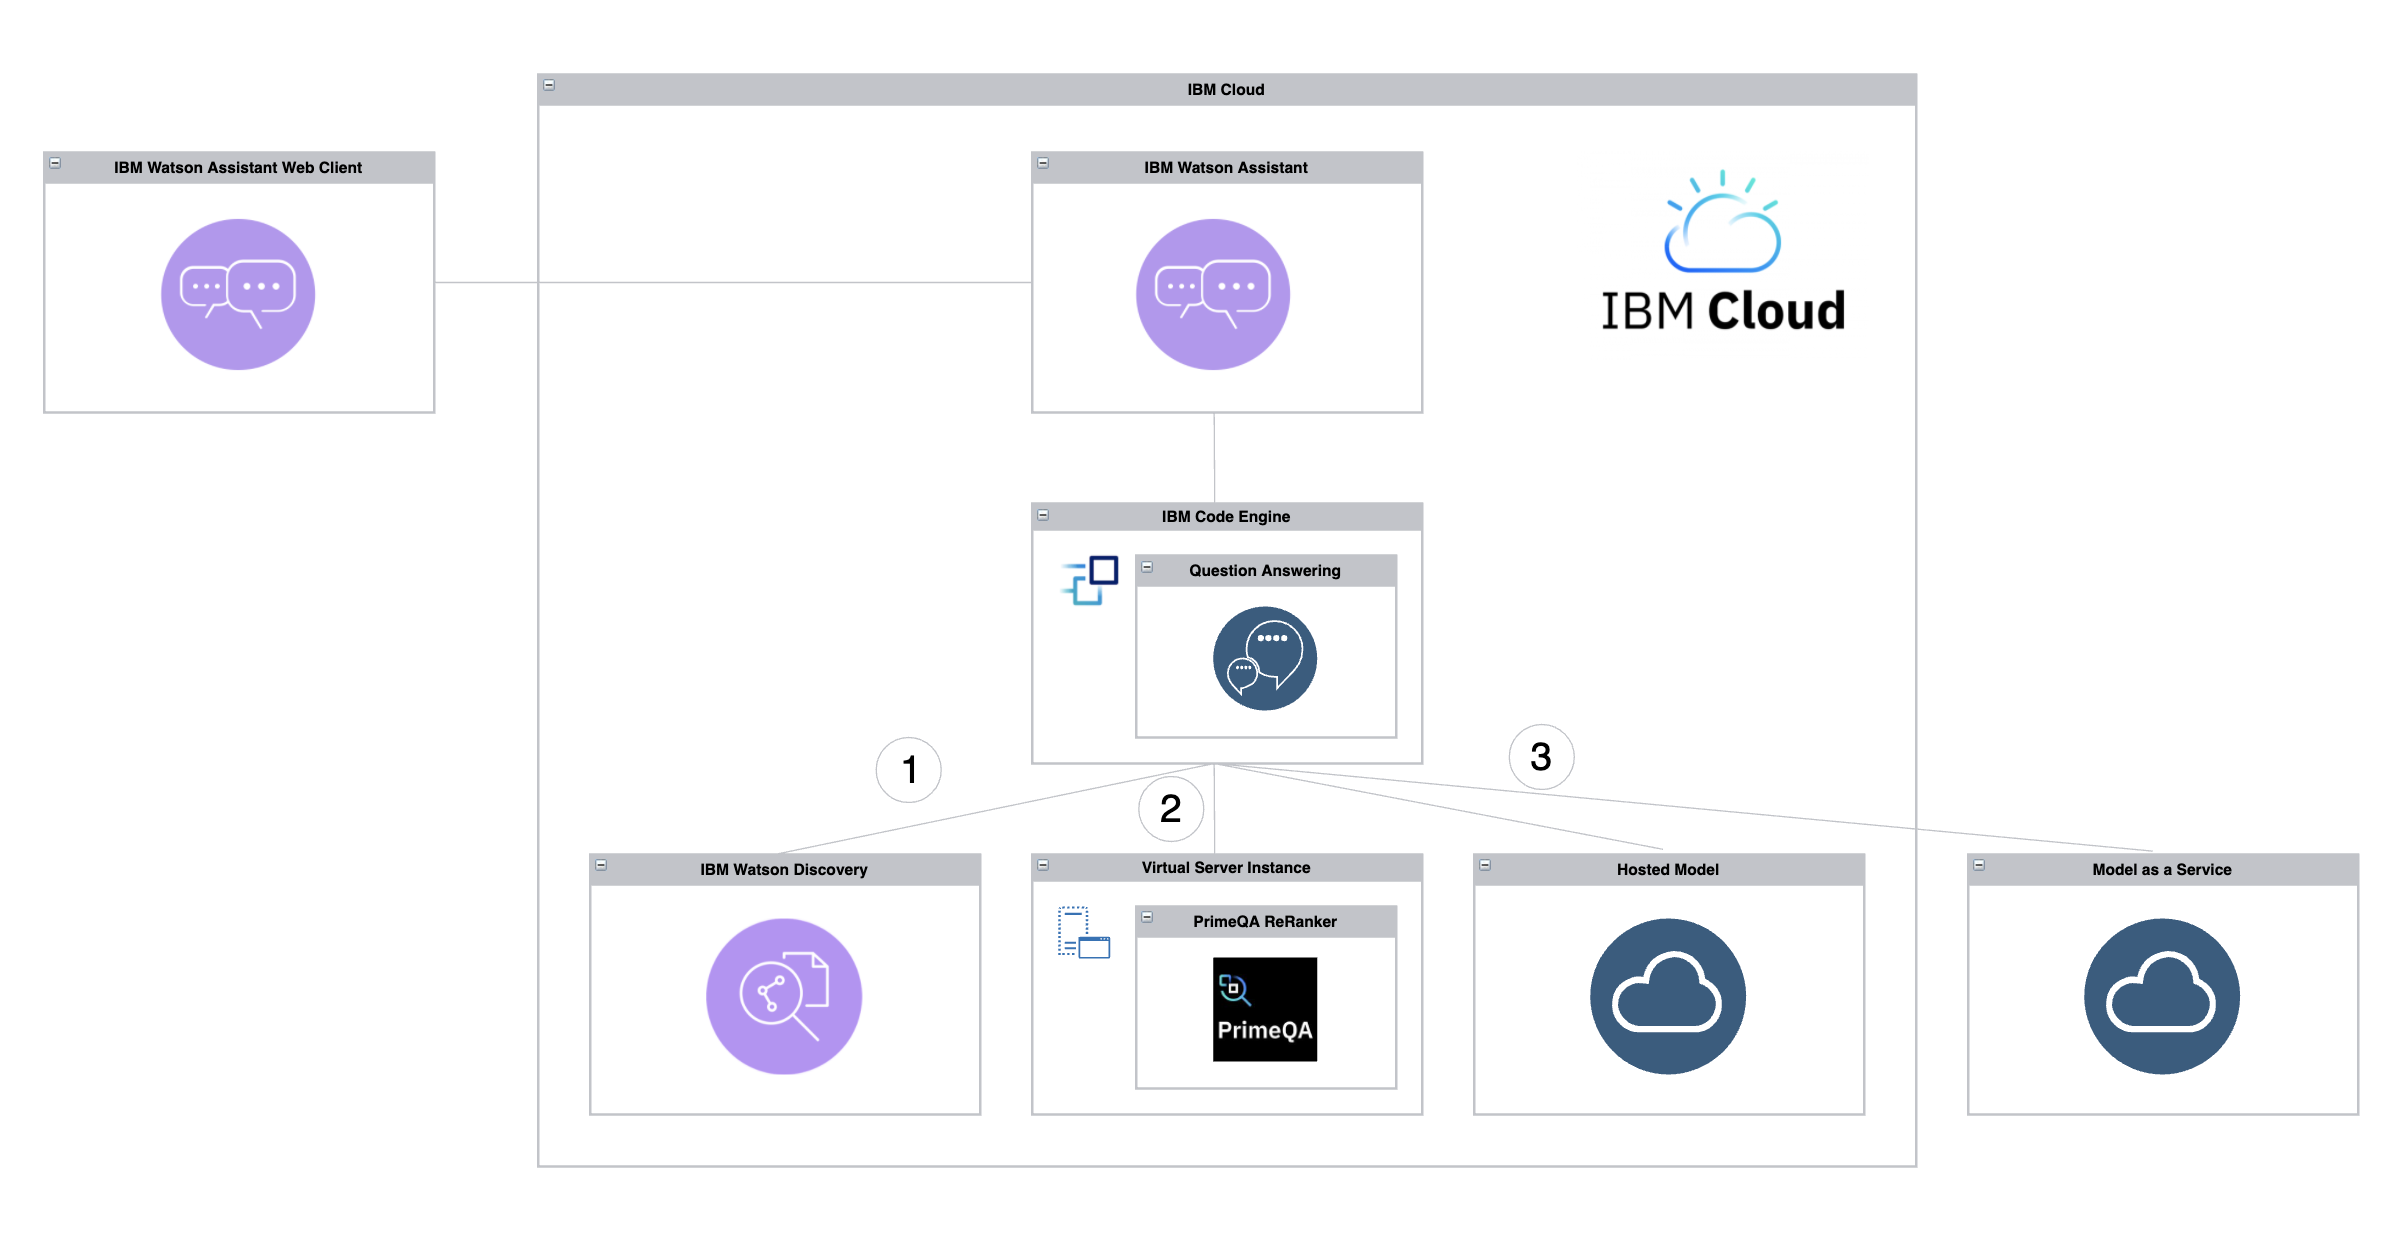 IBM Cloud
IBM Watson Assistant Web Client
IBM Watson Assistant
IBM Cloud
IBM Code Engine
Question Answering
1
2
3
IBM Watson Discovery
Virtual Server Instance
PrimeQA ReRanker
PrimeQA
Hosted Model
Model as a Service